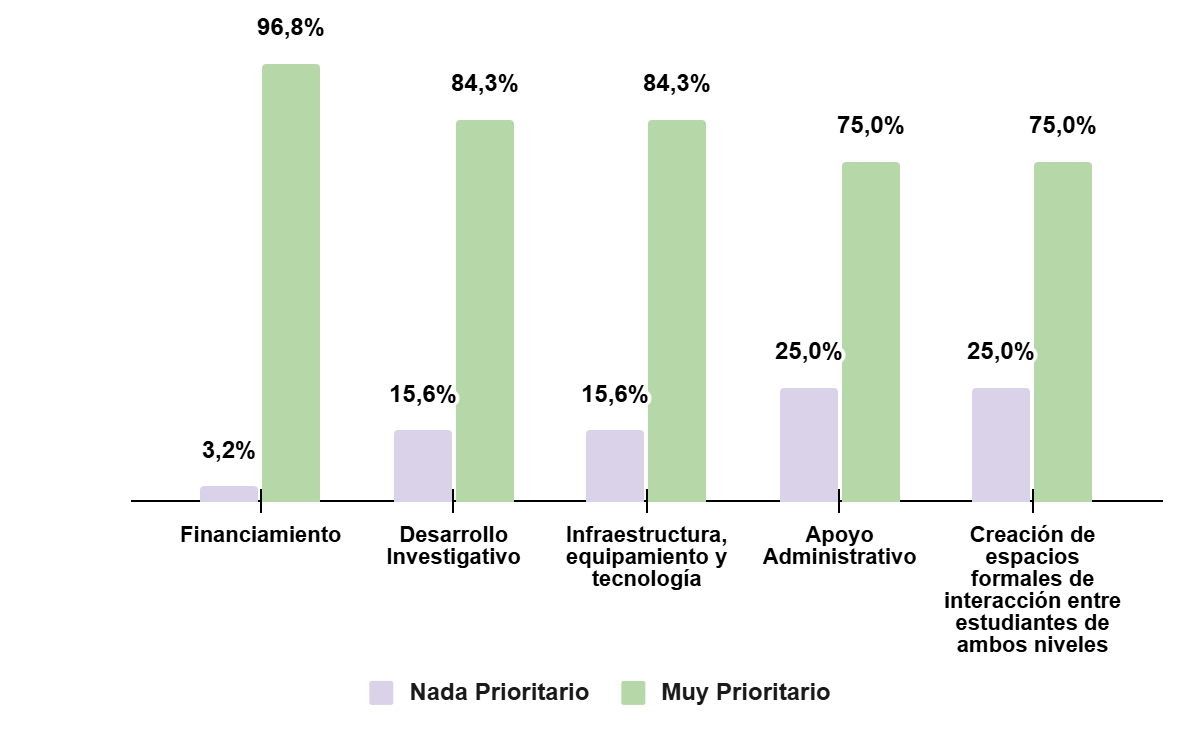 96,8%
84,3%
84,3%
75,0%
75,0%
25,0%
25,0%
15,6%
15,6%
3,2%
Financiamiento
Desarrollo
Investigativo
Infraestructura,
equipamiento y
tecnología
Apoyo
Administrativo
Creación de
espacios
formales de
interacción entre
estudiantes de
ambos niveles
Nada Prioritario
Muy Prioritario